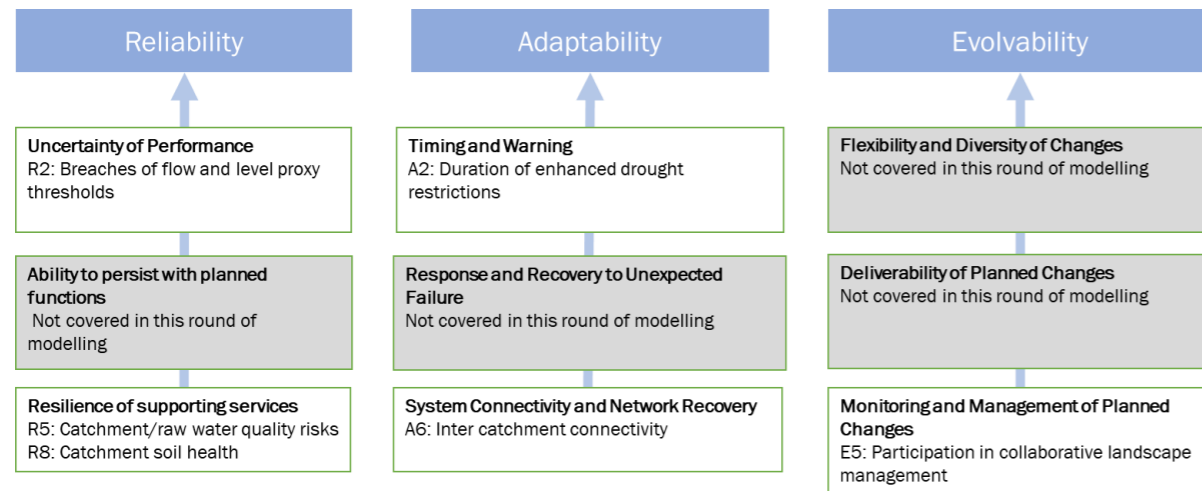 Reliability
Uncertainty of Performance
R2: Breaches of flow and level proxy
thresholds
Ability to persist with planned
functions
Not covered in this round of
modelling
Resilience of supporting services
R5: Catchment/raw water quality risks
R8: Catchment soil health
Adaptability
Timing and Warning
A2: Duration of enhanced drought
restrictions
Response and Recovery to Unexpected
Failure
Not covered in this round of modelling
System Connectivity and Network Recovery
A6: Inter catchment connectivity
Evolvability
Flexibility and Diversity of Changes
Not covered in this round of modelling
Deliverability of Planned Changes
Not covered in this round of modelling
Monitoring and Management of Planned
Changes
E5: Participation in collaborative landscape
management